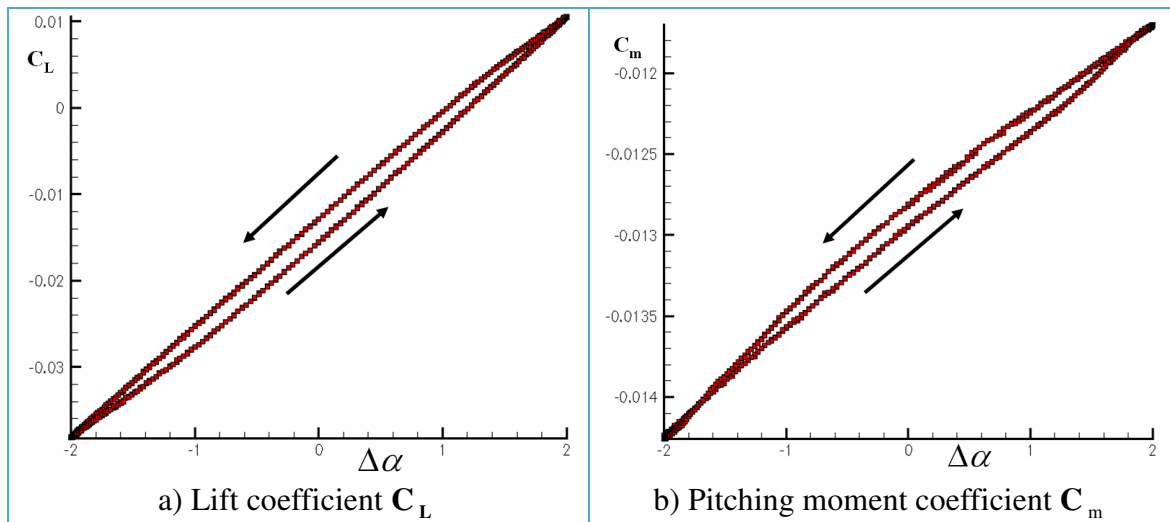 0.01
C_L
0
-0.01
-0.02
-0.03
-2 -1 0 1 2
Δα
a) Lift coefficient C_L
C_m
-0.012
-0.0125
-0.013
-0.0135
-0.014
-2 -1 0 1 2
Δα
b) Pitching moment coefficient C_m